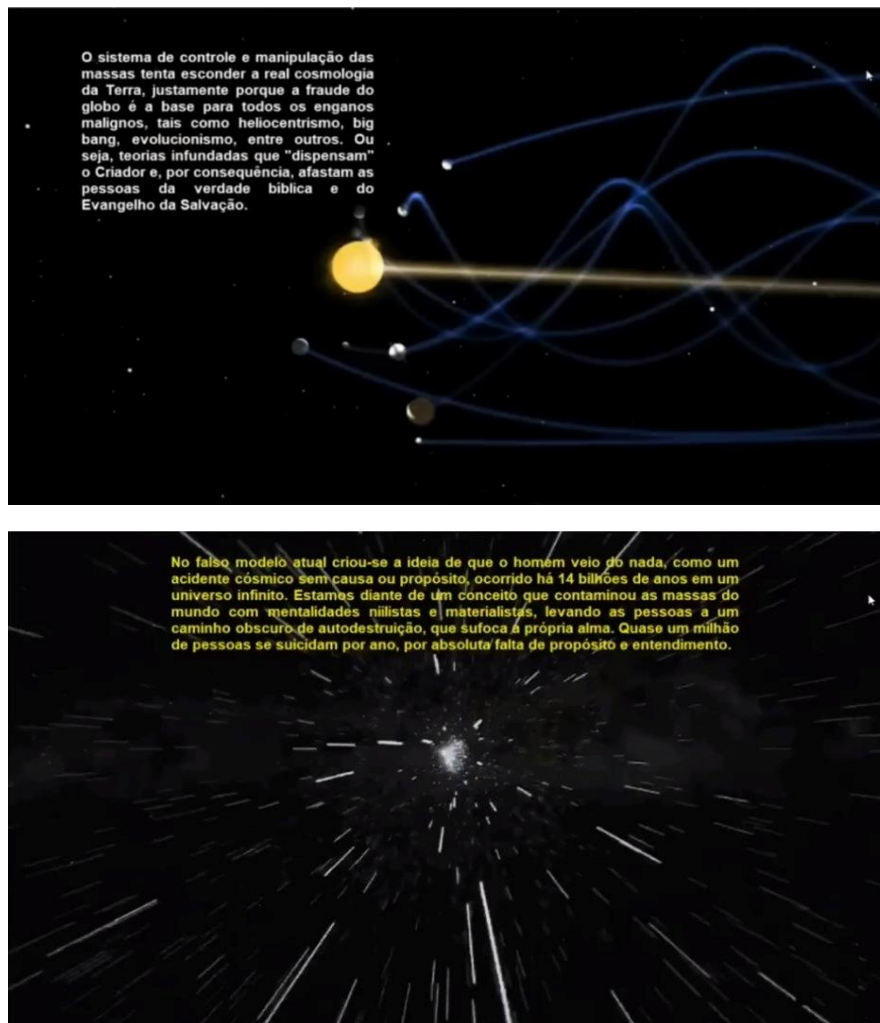 O sistema de controle e manipulação das
massas tenta esconder a real cosmologia
da Terra, justamente porque a fraude do
globo é a base para todos os enganos
malignos, tais como heliocentrismo, big
bang, evolucionismo, entre outros. Ou
seja, teorias infundadas que "dispensam"
o Criador e, por consequência, afastam as
pessoas da verdade bíblica e do
Evangelho da Salvação.
No falso modelo atual criou-se a ideia de que o homem veio do nada, como um
acidente cósmico sem causa ou propósito, ocorrido há 14 bilhões de anos em um
universo infinito. Estamos diante de um conceito que contaminou as massas do
mundo com mentalidades niilistas e materialistas, levando as pessoas a um
caminho obscuro de autodestruição, que sufoca a própria alma. Quase um milhão
de pessoas se suicidam por ano, por absoluta falta de propósito e entendimento.